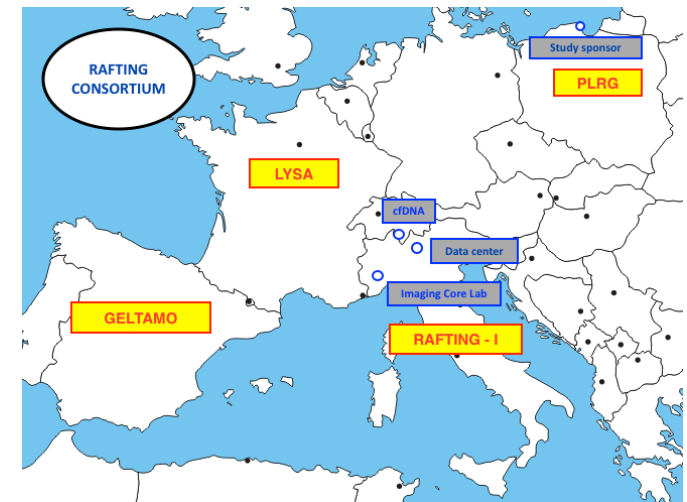 RAFTING
CONSORTIUM
Study sponsor
PLRG
LYSA
cfDNA
Data center
Imaging Core Lab
GELTAMO
RAFTING - I